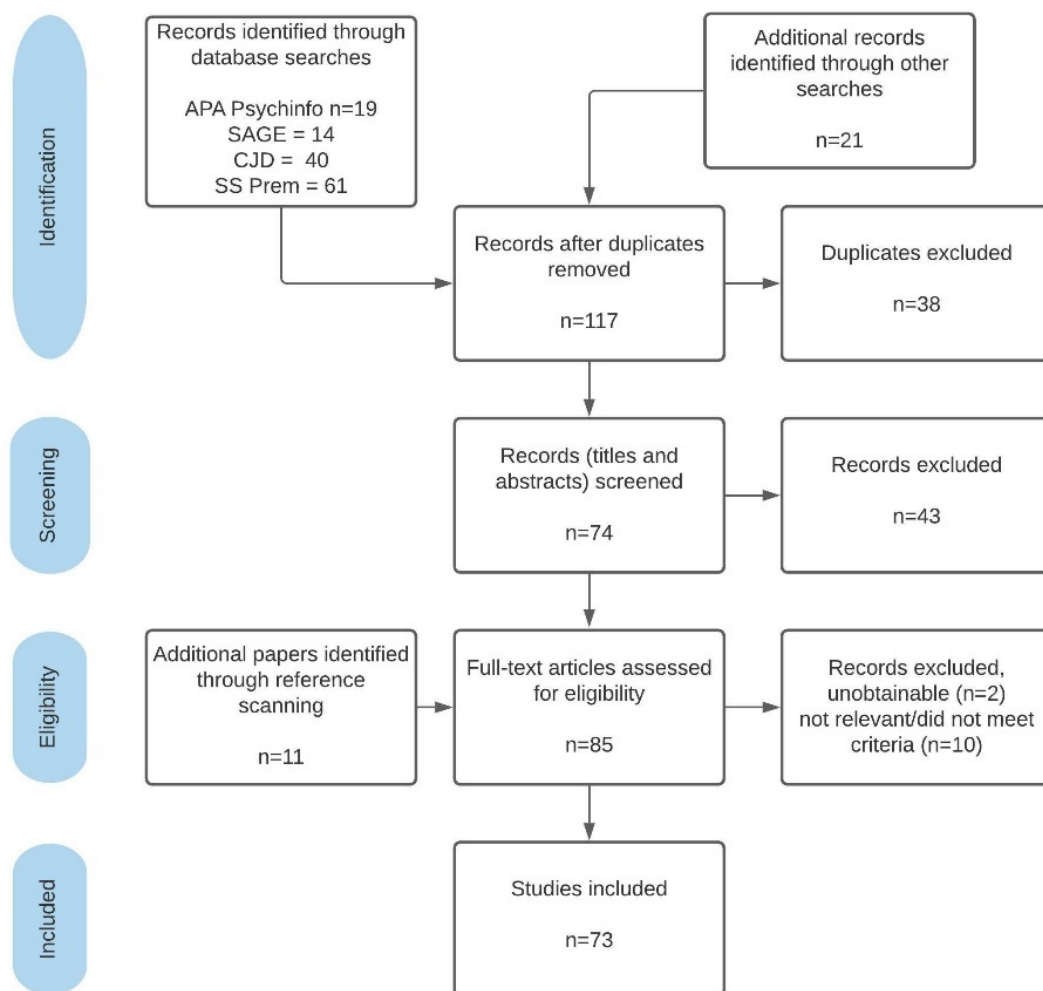 Identification
Records identified through
database searches
APA Psychinfo n=19
SAGE = 14
CJD = 40
SS Prem = 61
Additional records
identified through other
searches
n=21
Records after duplicates
removed
n=117
Duplicates excluded
n=38
Screening
Records (titles and
abstracts) screened
n=74
Records excluded
n=43
Eligibility
Additional papers identified
through reference
scanning
n=11
Full-text articles assessed
for eligibility
n=85
Records excluded,
unobtainable (n=2)
not relevant/did not meet
criteria (n=10)
Included
Studies included
n=73